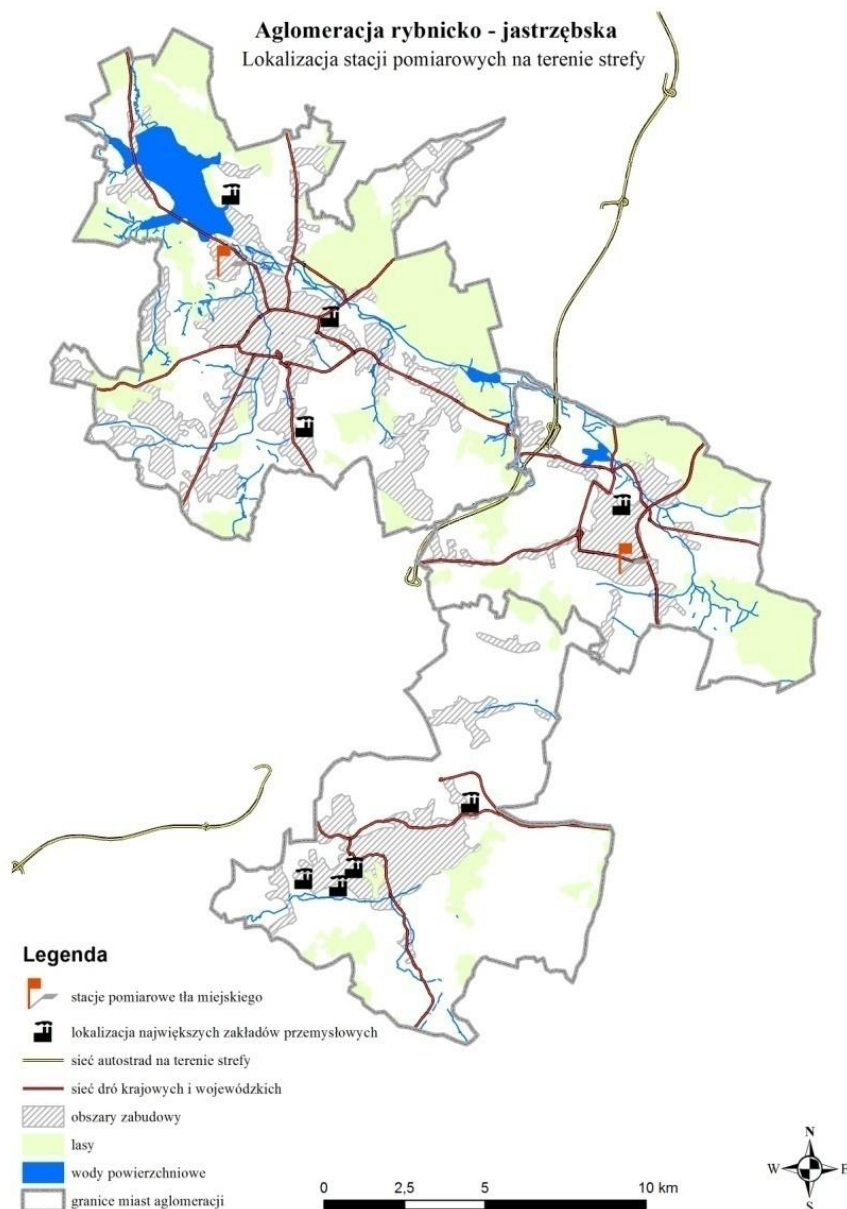 Aglomeracja rybnicko - jastrzębska
Lokalizacja stacji pomiarowych na terenie strefy
Legenda
stacje pomiarowe tła miejskiego
lokalizacja największych zakładów przemysłowych
sieć autostrad na terenie strefy
sieć dró krajowych i wojewódzkich
obszary zabudowy
lasy
wody powierzchniowe
granice miast aglomeracji
0 2,5 5 10 km
N
W E
S